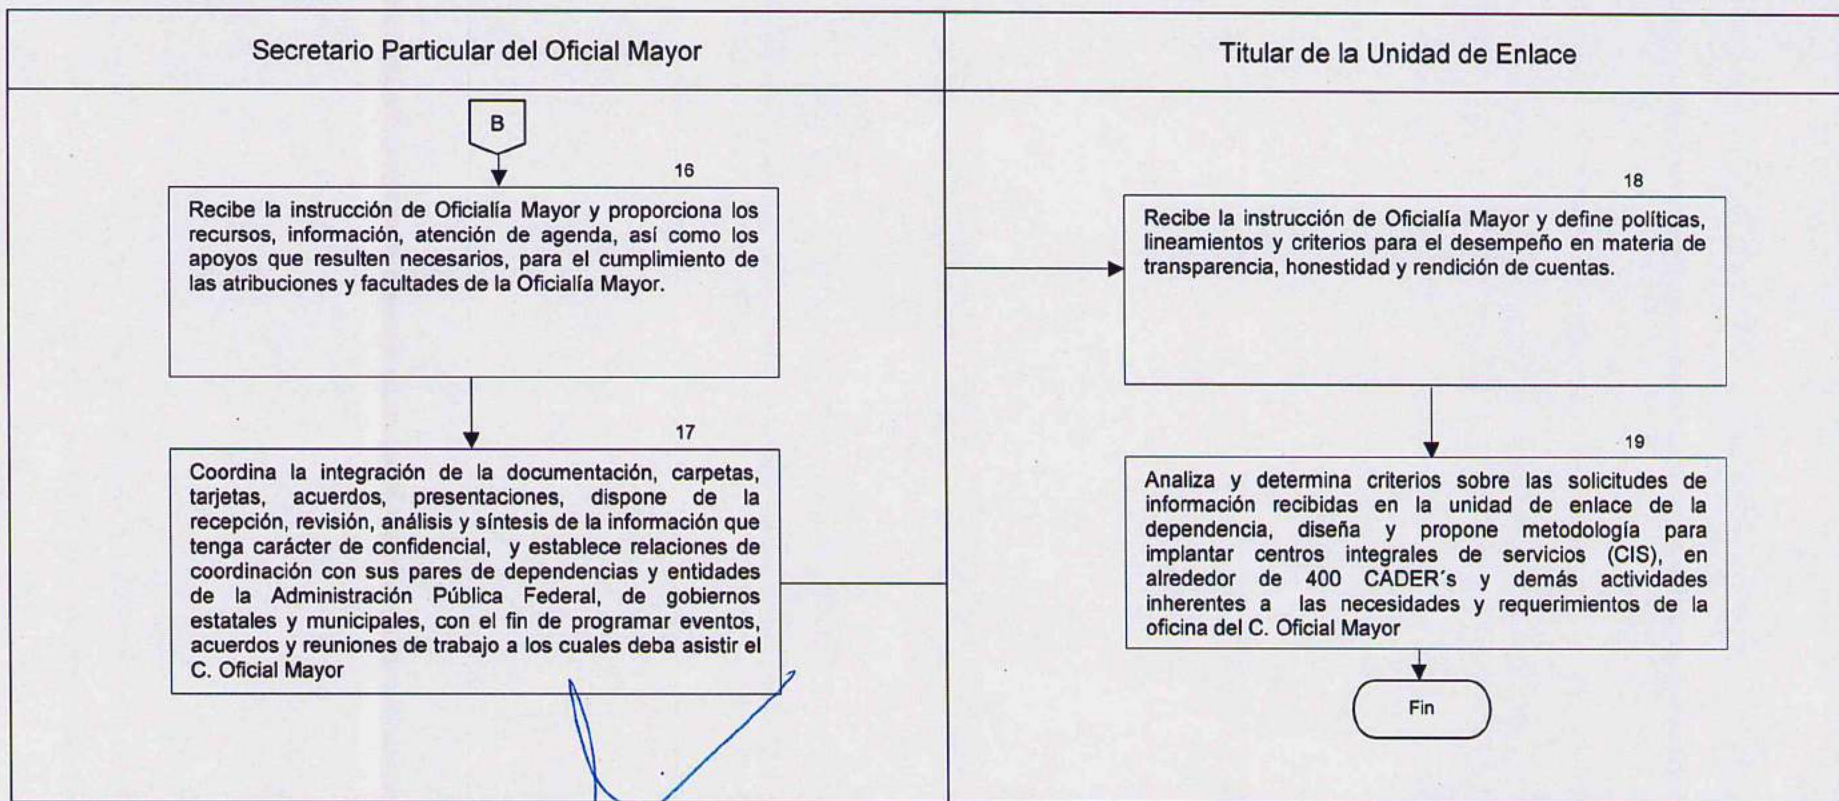 Secretario Particular del Oficial Mayor
Titular de la Unidad de Enlace
B
16
Recibe la instrucción de Oficialía Mayor y proporciona los
recursos, información, atención de agenda, así como los
apoyos que resulten necesarios, para el cumplimiento de
las atribuciones y facultades de la Oficialía Mayor.
17
Coordina la integración de la documentación, carpetas,
tarjetas, acuerdos, presentaciones, dispone de la
recepción, revisión, análisis y síntesis de la información que
tenga carácter de confidencial, y establece relaciones de
coordinación con sus pares de dependencias y entidades
de la Administración Pública Federal, de gobiernos
estatales y municipales, con el fin de programar eventos,
acuerdos y reuniones de trabajo a los cuales deba asistir el
C. Oficial Mayor
18
Recibe la instrucción de Oficialía Mayor y define políticas,
lineamientos y criterios para el desempeño en materia de
transparencia, honestidad y rendición de cuentas.
19
Analiza y determina criterios sobre las solicitudes de
información recibidas en la unidad de enlace de la
dependencia, diseña y propone metodología para
implantar centros integrales de servicios (CIS), en
alrededor de 400 CADER´s y demás actividades
inherentes a las necesidades y requerimientos de la
oficina del C. Oficial Mayor
Fin